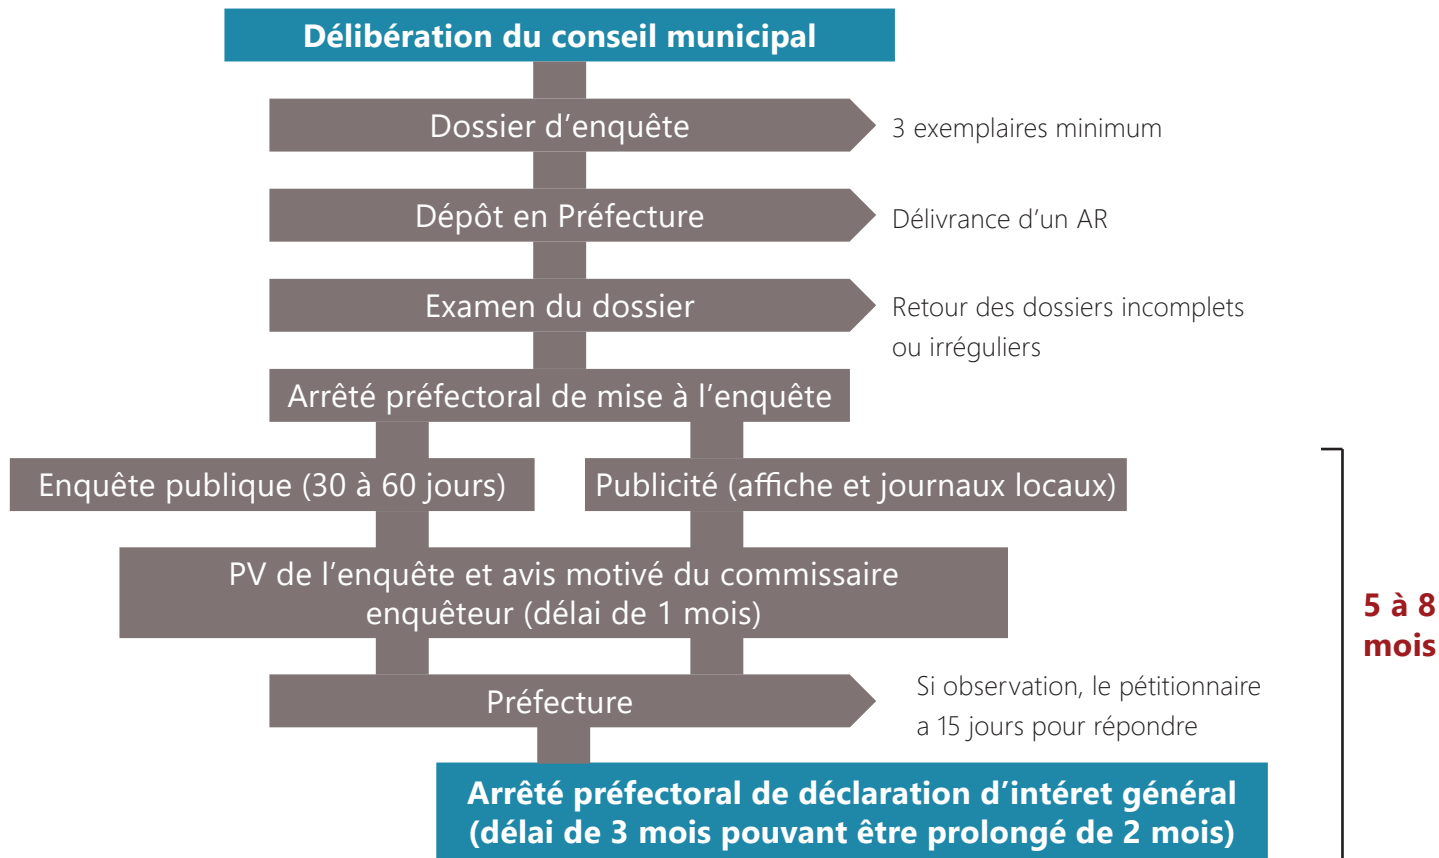 Délibération du conseil municipal
Dossier d’enquête
3 exemplaires minimum
Dépôt en Préfecture
Délivrance d’un AR
Examen du dossier
Retour des dossiers incomplets
ou irréguliers
Arrêté préfectoral de mise à l’enquête
Enquête publique (30 à 60 jours)
Publicité (affiche et journaux locaux)
PV de l’enquête et avis motivé du commissaire
enquêteur (délai de 1 mois)
5 à 8
mois
Préfecture
Si observation, le pétitionnaire
a 15 jours pour répondre
Arrêté préfectoral de déclaration d’intéret général
(délai de 3 mois pouvant être prolongé de 2 mois)